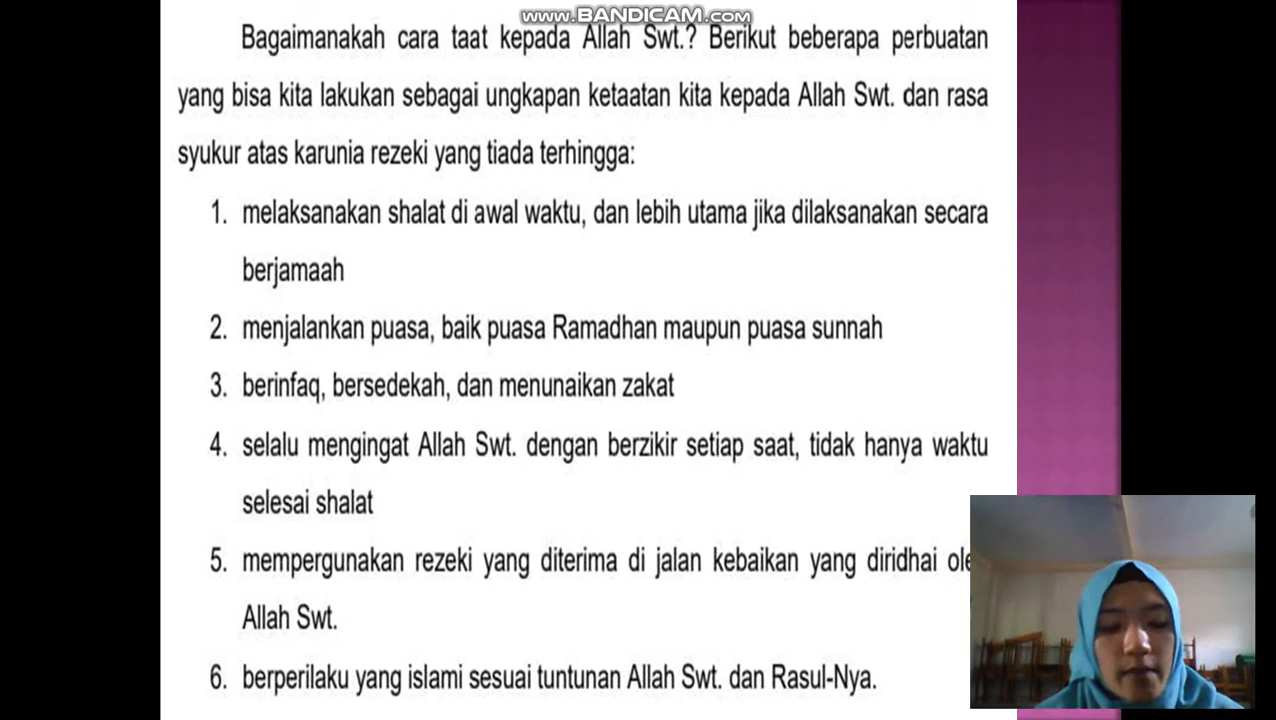 www.BANDICAM.com
Bagaimanakah cara taat kepada Allah Swt.? Berikut beberapa perbuatan
yang bisa kita lakukan sebagai ungkapan ketaatan kita kepada Allah Swt. dan rasa
syukur atas karunia rezeki yang tiada terhingga:
1. melaksanakan shalat di awal waktu, dan lebih utama jika dilaksanakan secara
berjamaah
2. menjalankan puasa, baik puasa Ramadhan maupun puasa sunnah
3. berinfaq, bersedekah, dan menunaikan zakat
4. selalu mengingat Allah Swt. dengan berzikir setiap saat, tidak hanya waktu
selesai shalat
5. mempergunakan rezeki yang diterima di jalan kebaikan yang diridhai
Allah Swt.
6. berperilaku yang islami sesuai tuntunan Allah Swt. dan Rasul-Nya.